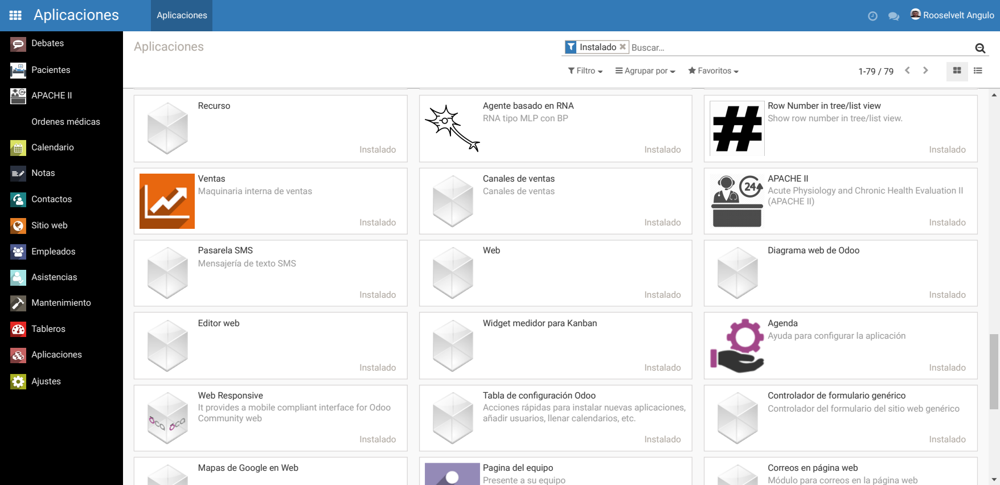 Aplicaciones
Aplicaciones
Rooselvelt Angulo
Debates
Pacientes
APACHE II
Ordenes médicas
Calendario
Notas
Contactos
Sitio web
Empleados
Asistencias
Mantenimiento
Tableros
Aplicaciones
Ajustes
Aplicaciones
Instalado
Buscar...
Filtro
Agrupar por
Favoritos
1-79 / 79
Recurso
Instalado
Agente basado en RNA
RNA tipo MLP con BP
Instalado
#
Row Number in tree/list view
Show row number in tree/list view.
Instalado
Ventas
Maquinaria interna de ventas
Instalado
Canales de ventas
Canales de ventas
Instalado
24
APACHE II
Acute Physiology and Chronic Health Evaluation II
(APACHE II)
Instalado
Pasarela SMS
Mensajería de texto SMS
Instalado
Web
Instalado
Diagrama web de Odoo
Instalado
Editor web
Instalado
Widget medidor para Kanban
Instalado
Agenda
Ayuda para configurar la aplicación
Instalado
Web Responsive
It provides a mobile compliant interface for Odoo
Community web
Instalado
Tabla de configuración Odoo
Acciones rápidas para instalar nuevas aplicaciones,
añadir usuarios, llenar calendarios, etc.
Instalado
Controlador de formulario genérico
Controlador del formulario del sitio web genérico
Instalado
Mapas de Google en Web
Pagina del equipo
Presente a su equipo
Correos en página web
Módulo para correos en la página web